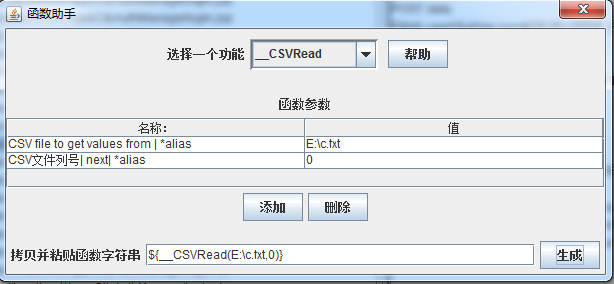 函数助手
选择一个功能 __CSVRead 帮助
函数参数
名称: 值
CSV file to get values from | *alias E:\c.txt
CSV文件列号| next| *alias 0
添加 删除
拷贝并粘贴函数字符串 ${__CSVRead(E:\c.txt,0)} 生成